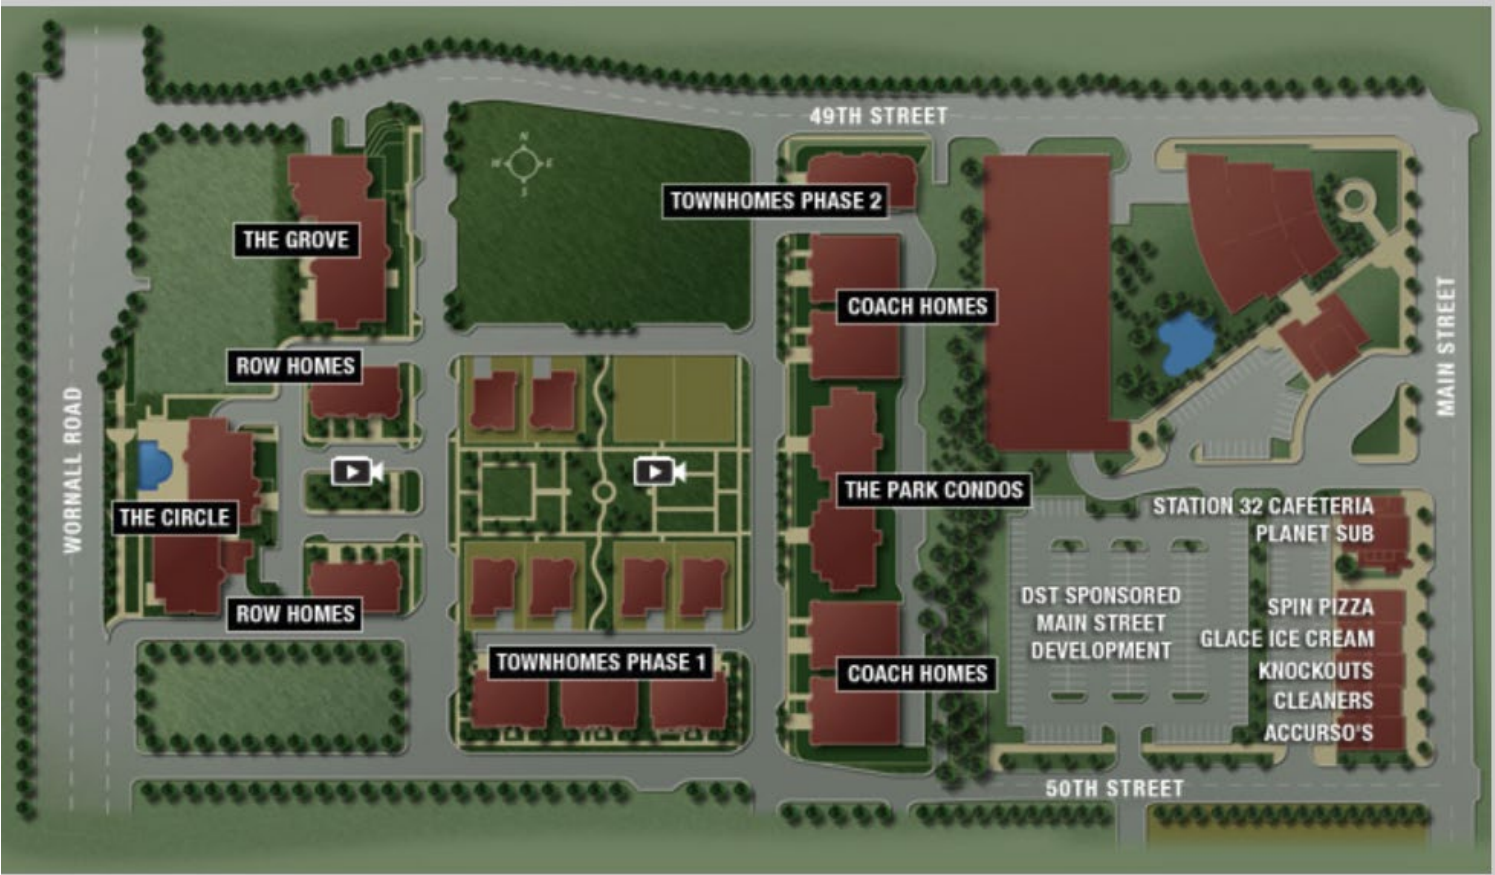 49TH STREET
N
W E
S
TOWNHOMES PHASE 2
THE GROVE
COACH HOMES
ROW HOMES
WORNALL ROAD
MAIN STREET
THE CIRCLE
THE PARK CONDOS
STATION 32 CAFETERIA
PLANET SUB
DST SPONSORED
MAIN STREET
DEVELOPMENT
ROW HOMES
SPIN PIZZA
GLACE ICE CREAM
KNOCKOUTS
CLEANERS
ACCURSO'S
TOWNHOMES PHASE 1
COACH HOMES
50TH STREET